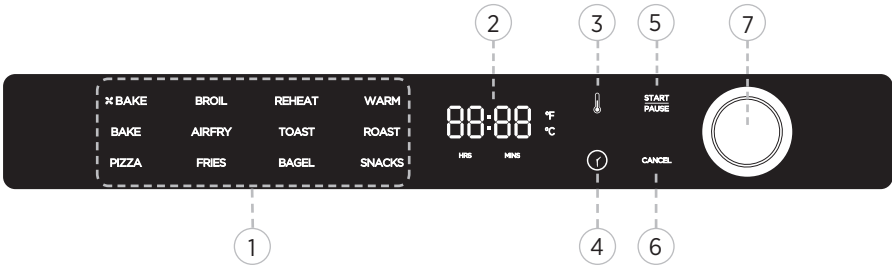 2 3 5 7
BAKE BROIL REHEAT WARM
BAKE AIRFRY TOAST ROAST
PIZZA FRIES BAGEL SNACKS
88:88 °F
°C
HRS MINS
START
PAUSE
CANCEL
1 4 6